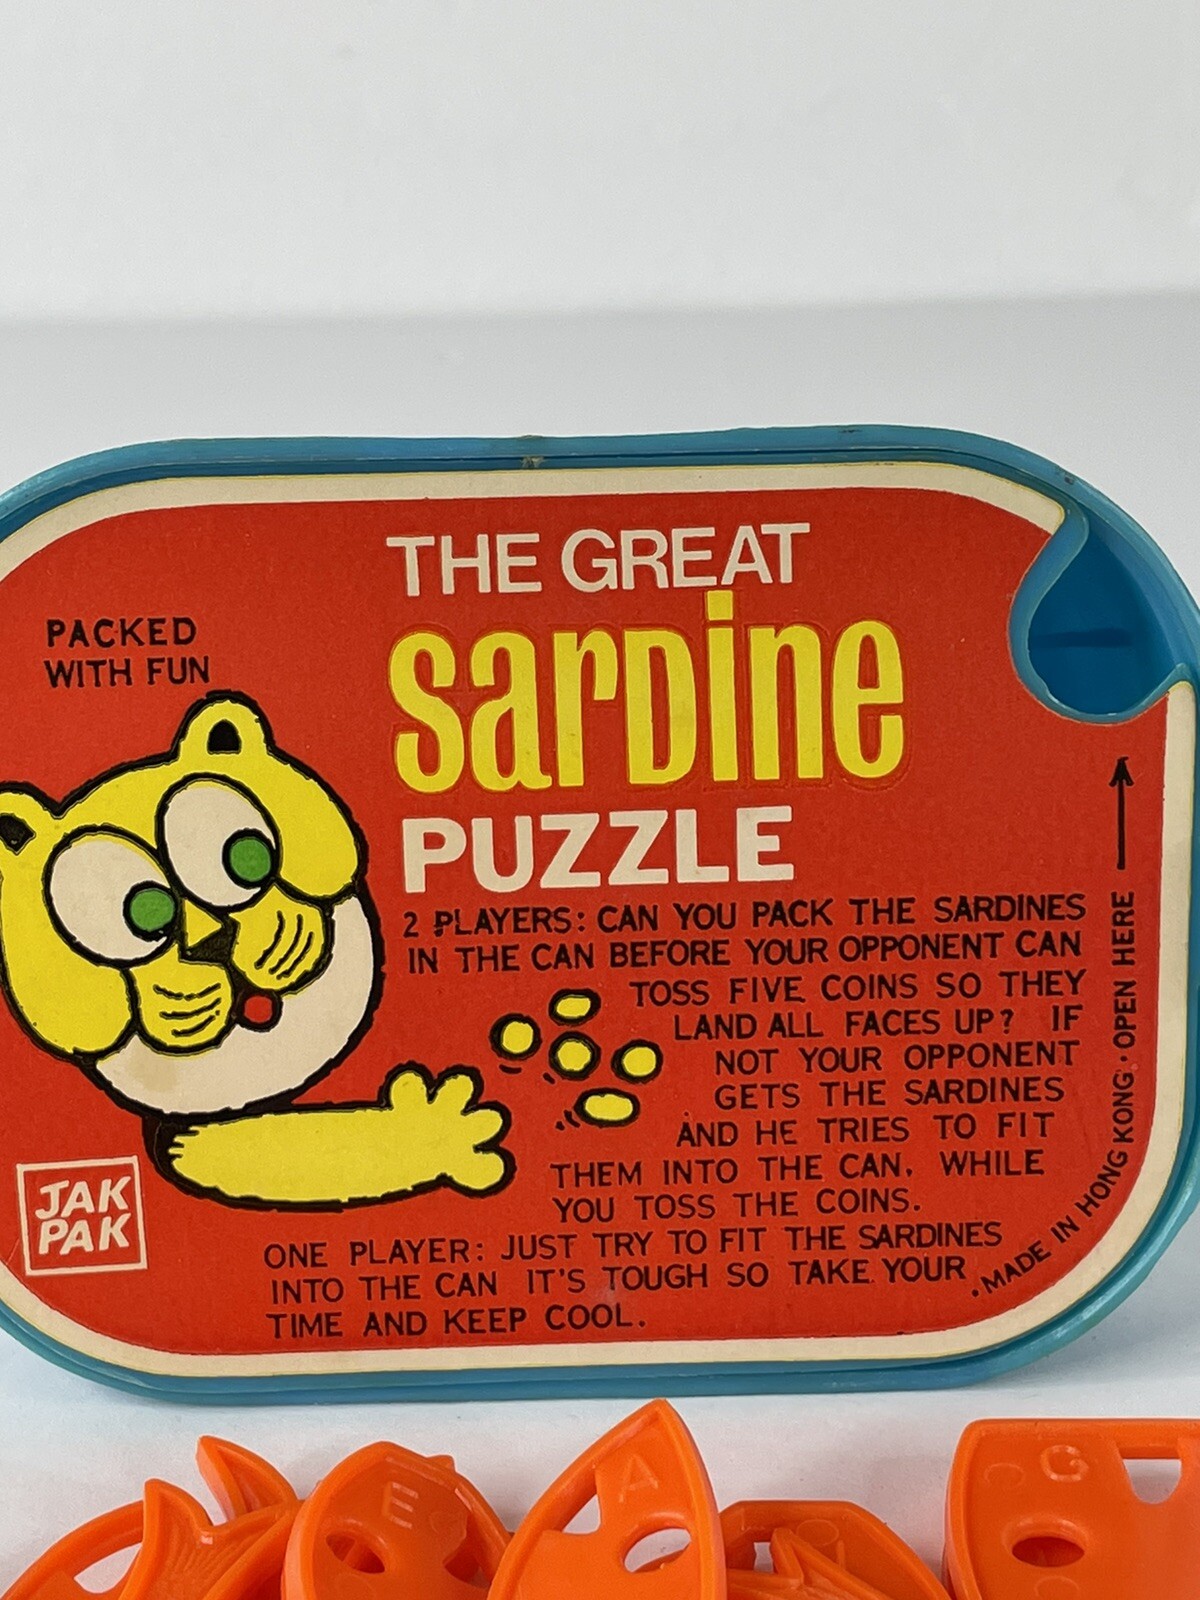 THE GREAT
sardine
PUZZLE
PACKED
WITH FUN
2 PLAYERS: CAN YOU PACK THE SARDINES
IN THE CAN BEFORE YOUR OPPONENT CAN
TOSS FIVE COINS SO THEY
LAND ALL FACES UP? IF
NOT YOUR OPPONENT
GETS THE SARDINES
AND HE TRIES TO FIT
THEM INTO THE CAN. WHILE
YOU TOSS THE COINS.
ONE PLAYER: JUST TRY TO FIT THE SARDINES
INTO THE CAN IT'S TOUGH SO TAKE YOUR
TIME AND KEEP COOL.
JAK
PAK
. MADE IN HONG KONG · OPEN HERE
E
A
G